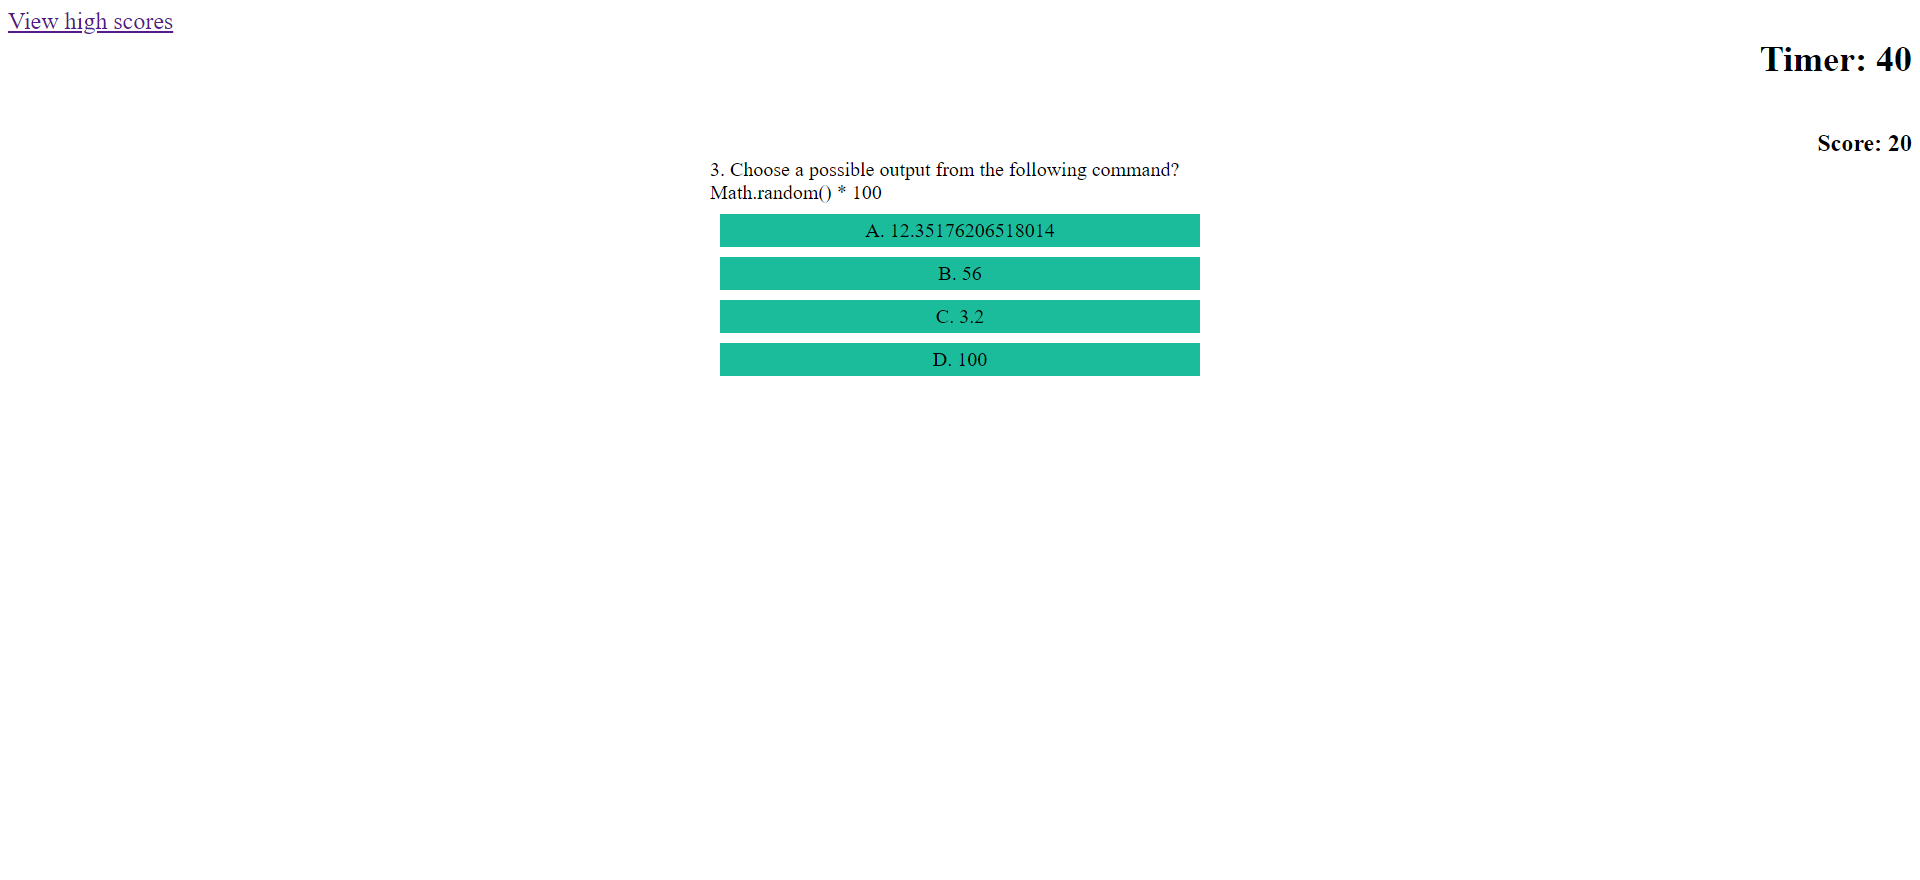 View high scores
Timer: 40
Score: 20
3. Choose a possible output from the following command?
Math.random() * 100
A. 12.35176206518014
B. 56
C. 3.2
D. 100